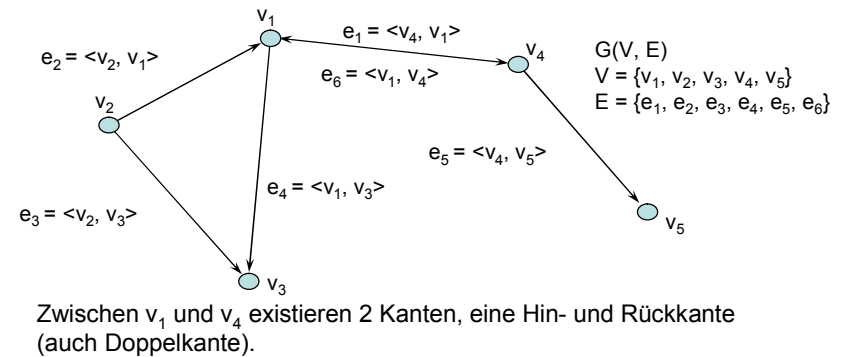 v₁
e₁ = <v₄, v₁>
e₂ = <v₂, v₁>
v₄
G(V, E)
e₆ = <v₁, v₄>
V = {v₁, v₂, v₃, v₄, v₅}
v₂
E = {e₁, e₂, e₃, e₄, e₅, e₆}
e₅ = <v₄, v₅>
e₄ = <v₁, v₃>
e₃ = <v₂, v₃>
v₅
v₃
Zwischen v₁ und v₄ existieren 2 Kanten, eine Hin- und Rückkante
(auch Doppelkante).